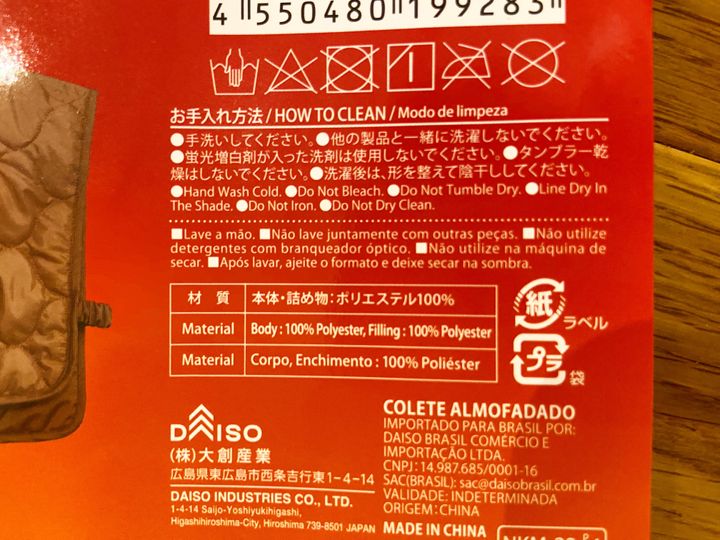 4 550480 199283
お手入れ方法/HOW TO CLEAN/Modo de limpeza
●手洗いしてください。●他の製品と一緒に洗濯しないでください。
●蛍光増白剤が入った洗剤は使用しないでください。●タンブラー乾
燥はしないでください。●洗濯後は、形を整えて陰干ししてください。
●Hand Wash Cold. ●Do Not Bleach. ●Do Not Tumble Dry. ●Line Dry In
The Shade. ●Do Not Iron. ●Do Not Dry Clean.
■Lave a mão. ■Não lave juntamente com outras peças. ■Não utilize
detergentes com branqueador óptico. ■Não utilize na máquina de
secar. ■Após lavar, ajeite o formato e deixe secar na sombra.
材 質 本体・詰め物:ポリエステル100%
Material Body : 100% Polyester, Filling : 100% Polyester
Material Corpo, Enchimento : 100% Poliéster
紙 ラベル
プラ 袋
DAISO
(株)大創産業
広島県東広島市西条吉行東1-4-14
DAISO INDUSTRIES CO., LTD.
1-4-14 Saijo-Yoshiyukihigashi,
Higashihiroshima-City, Hiroshima 739-8501 JAPAN
COLETE ALMOFADADO
IMPORTADO PARA BRASIL POR:
DAISO BRASIL COMÉRCIO E
IMPORTAÇÃO LTDA.
CNPJ: 14.987.685/0001-16
SAC(BRASIL): sac@daisobrasil.com.br
VALIDADE: INDETERMINADA
ORIGEM: CHINA
MADE IN CHINA